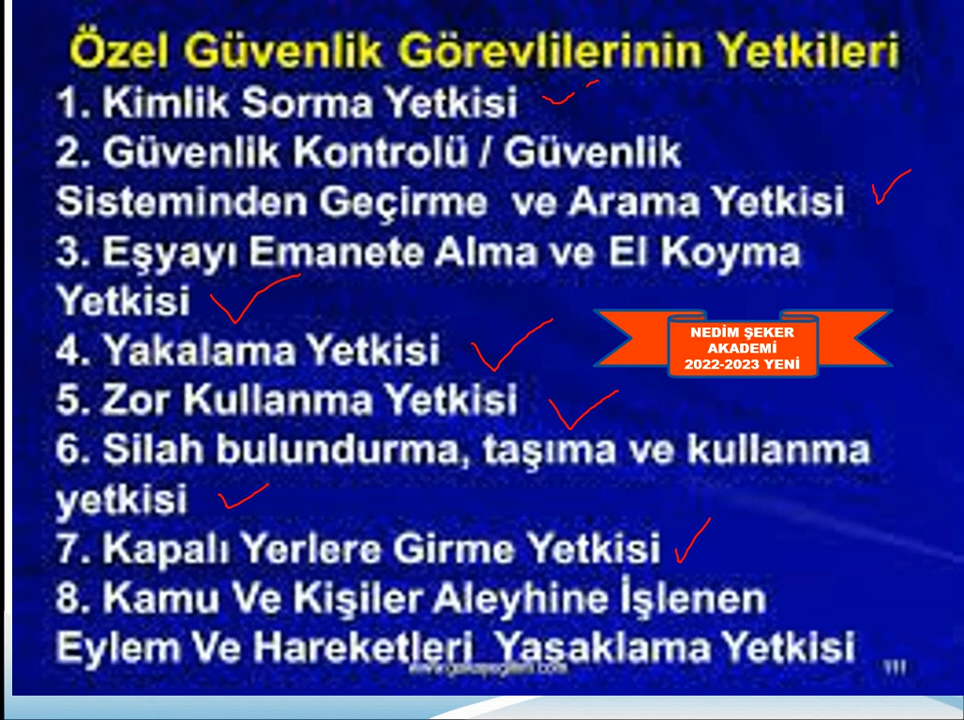 Özel Güvenlik Görevlilerinin Yetkileri
1. Kimlik Sorma Yetkisi
2. Güvenlik Kontrolü / Güvenlik
Sisteminden Geçirme ve Arama Yetkisi
3. Eşyayı Emanete Alma ve El Koyma
Yetkisi
NEDİM ŞEKER
AKADEMİ
2022-2023 YENİ
4. Yakalama Yetkisi
5. Zor Kullanma Yetkisi
6. Silah bulundurma, taşıma ve kullanma
yetkisi
7. Kapalı Yerlere Girme Yetkisi
8. Kamu Ve Kişiler Aleyhine İşlenen
Eylem Ve Hareketleri Yasaklama Yetkisi
111